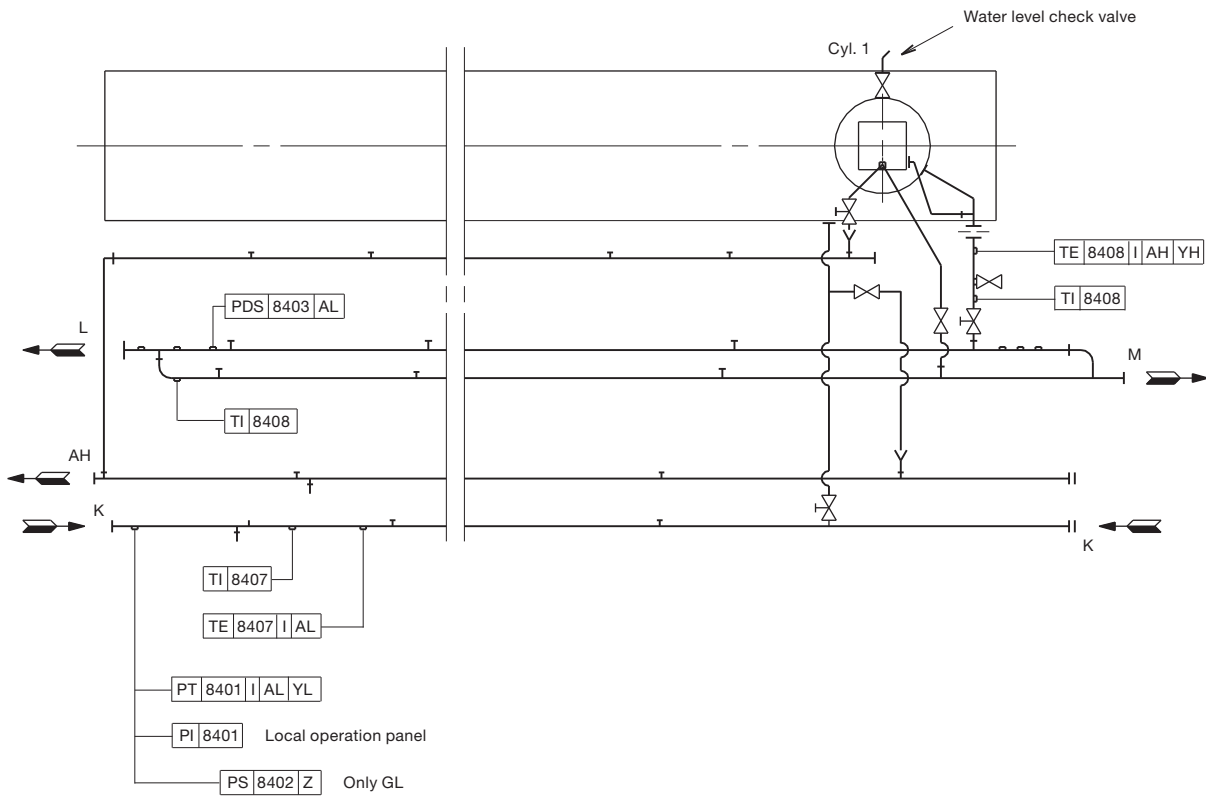 Water level check valve
Cyl. 1
TE 8408 I AH YH
PDS 8403 AL
TI 8408
L
M
TI 8408
AH
K
K
TI 8407
TE 8407 I AL
PT 8401 I AL YL
PI 8401 Local operation panel
PS 8402 Z Only GL